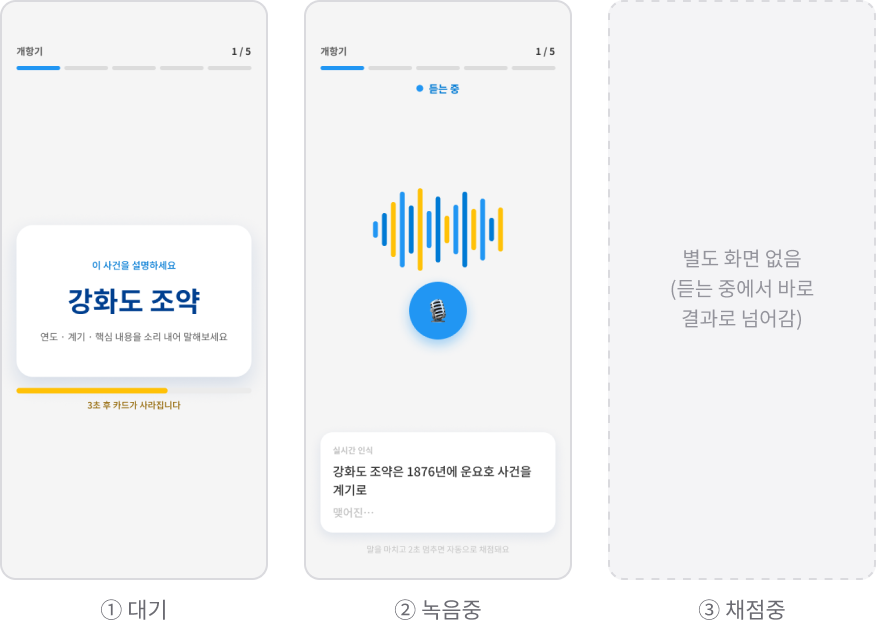 개항기
1 / 5
이 사건을 설명하세요
강화도 조약
연도 · 계기 · 핵심 내용을 소리 내어 말해보세요
3초 후 카드가 사라집니다
① 대기
개항기
1 / 5
듣는 중
실시간 인식
강화도 조약은 1876년에 운요호 사건을
계기로
맺어진…
말을 마치고 2초 멈추면 자동으로 채점돼요
② 녹음중
별도 화면 없음
(듣는 중에서 바로
결과로 넘어감)
③ 채점중